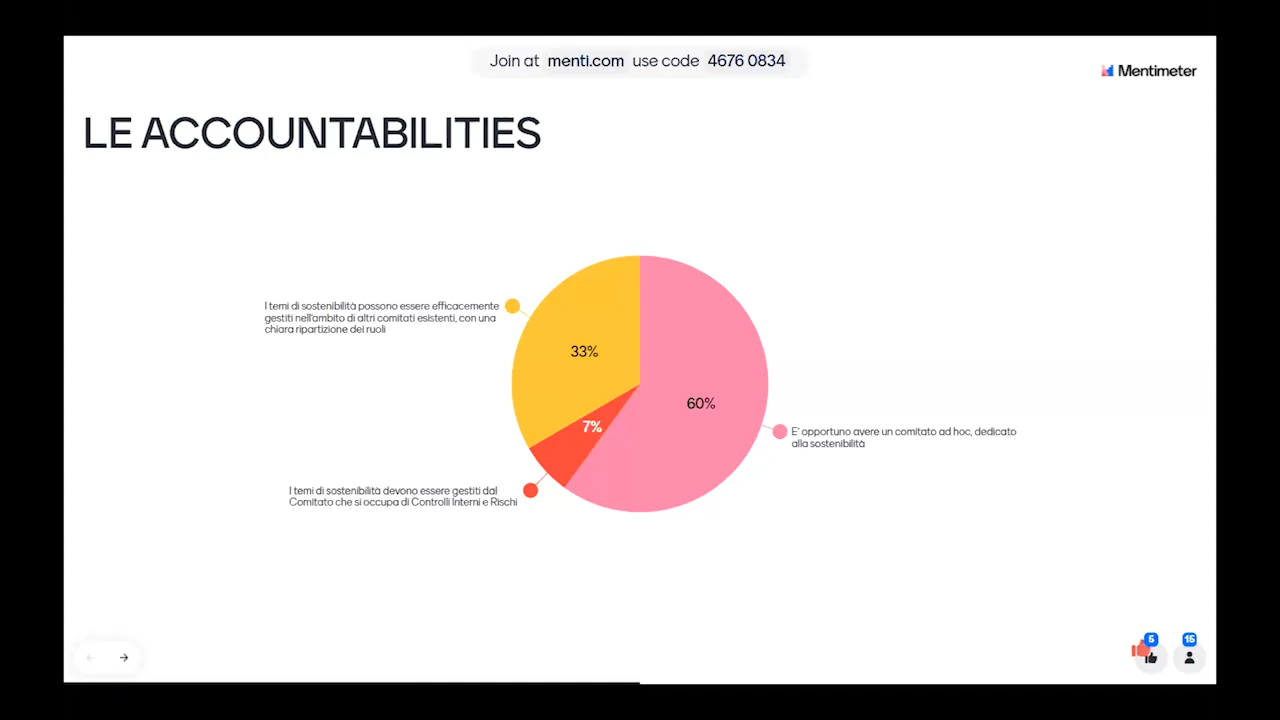 Join at menti.com use code 4676 0834
Mentimeter
LE ACCOUNTABILITIES
I temi di sostenibilità possono essere efficacemente
gestiti nell'ambito di altri comitati esistenti, con una
chiara ripartizione dei ruoli
33%
60%
7%
E' opportuno avere un comitato ad hoc, dedicato
alla sostenibilità
I temi di sostenibilità devono essere gestiti dal
Comitato che si occupa di Controlli Interni e Rischi
5
15